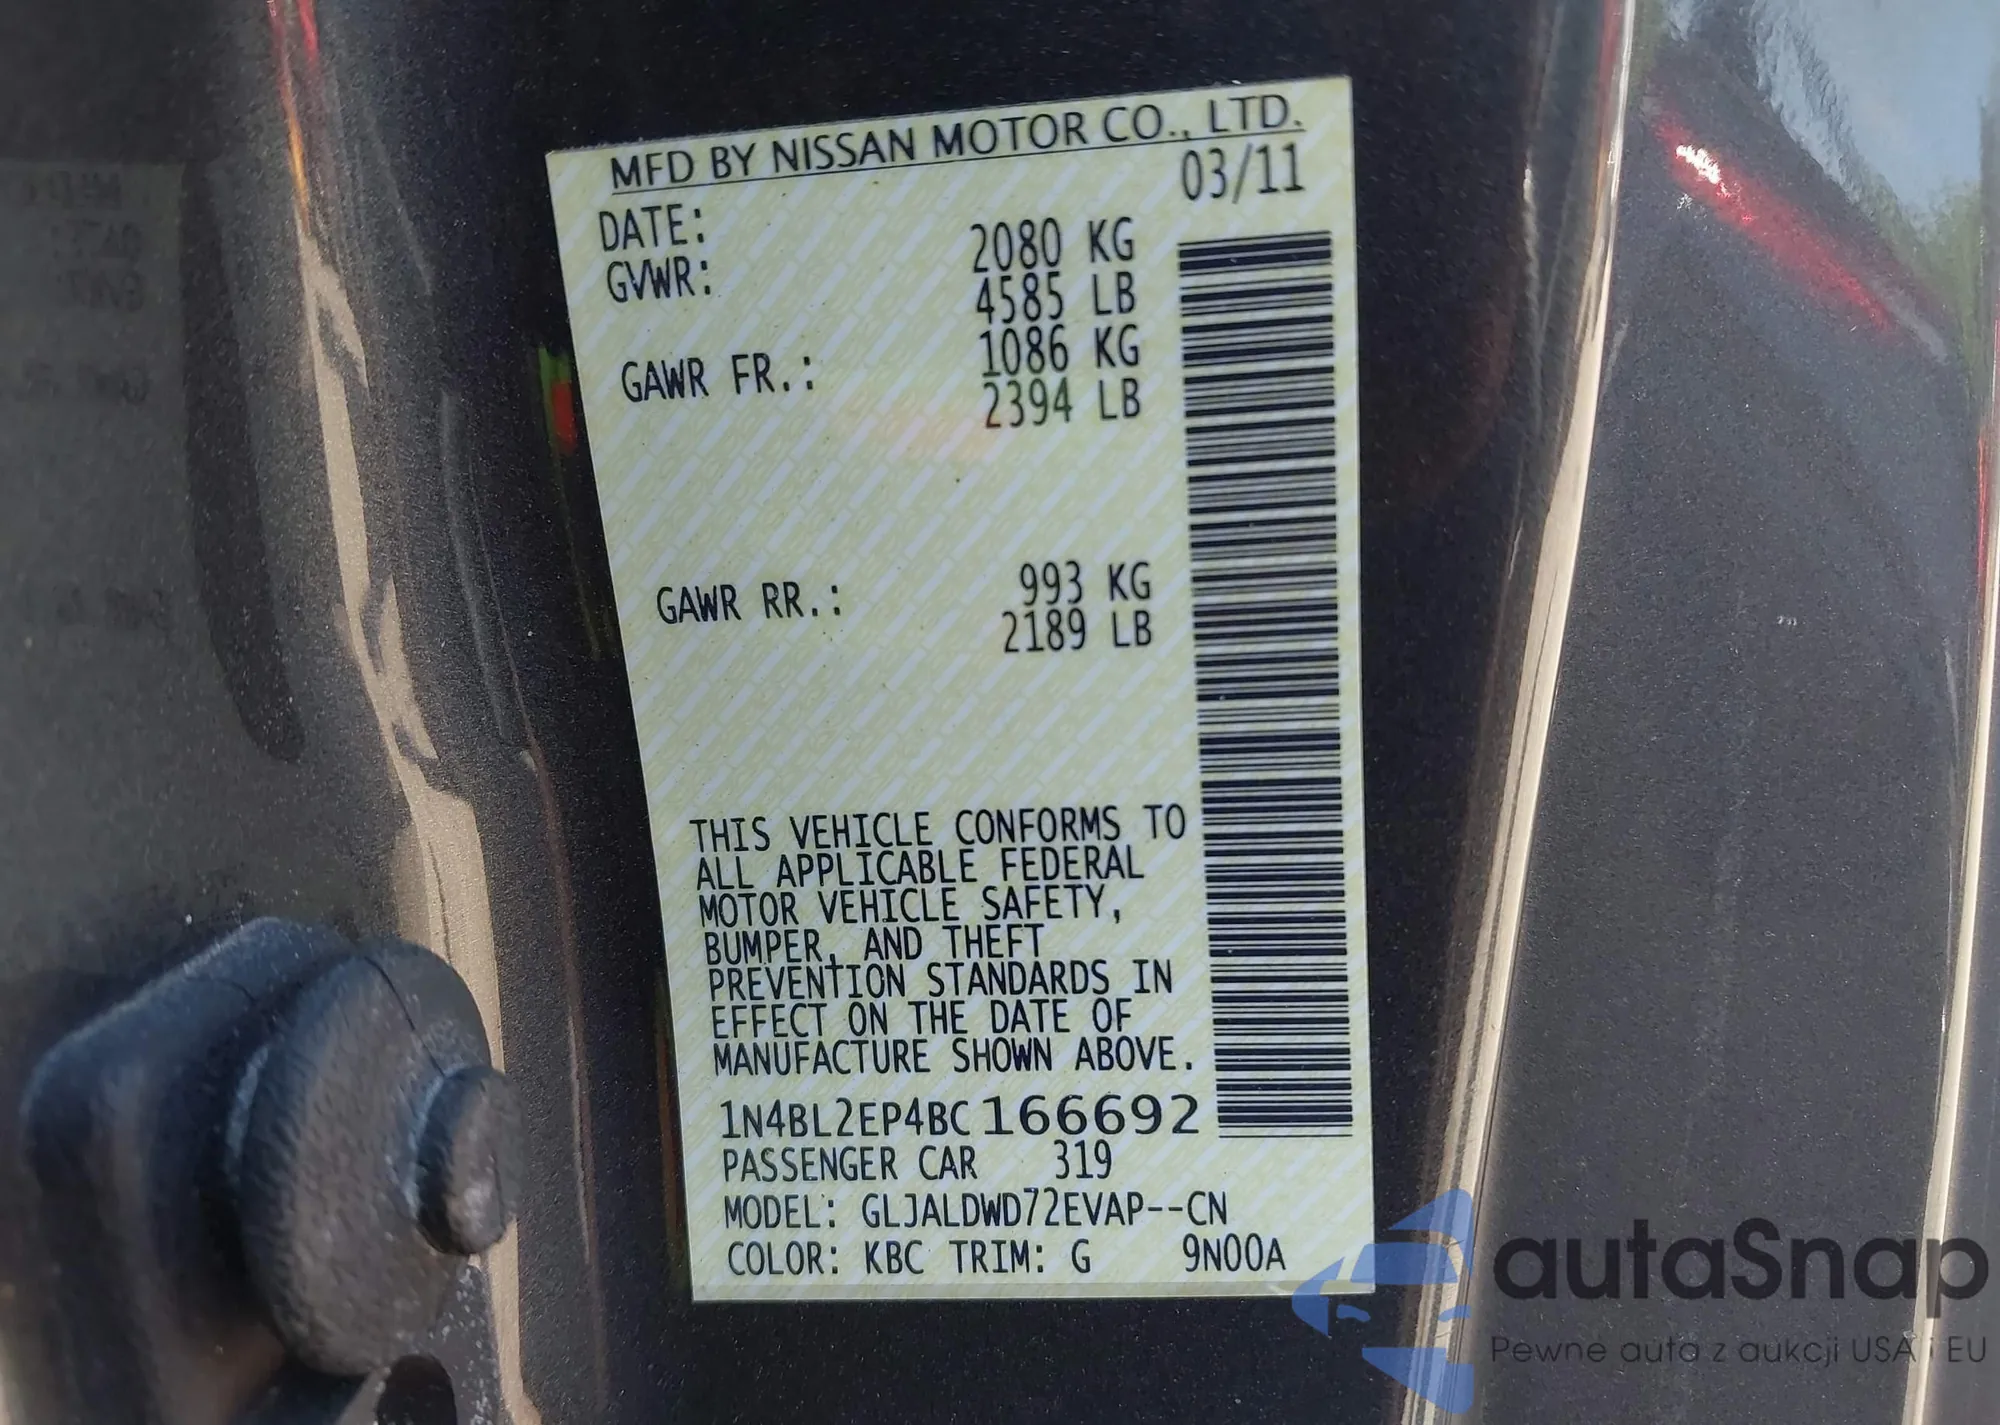 MFD BY NISSAN MOTOR CO., LTD.
DATE: 03/11
GVWR: 2080 KG
4585 LB
GAWR FR.: 1086 KG
2394 LB
GAWR RR.: 993 KG
2189 LB
THIS VEHICLE CONFORMS TO
ALL APPLICABLE FEDERAL
MOTOR VEHICLE SAFETY,
BUMPER, AND THEFT
PREVENTION STANDARDS IN
EFFECT ON THE DATE OF
MANUFACTURE SHOWN ABOVE.
1N4BL2EP4BC166692
PASSENGER CAR 319
MODEL: GLJALDWD72EVAP--CN
COLOR: KBC TRIM: G 9N00A
autaSnap
Pewne auta z aukcji USA i EU